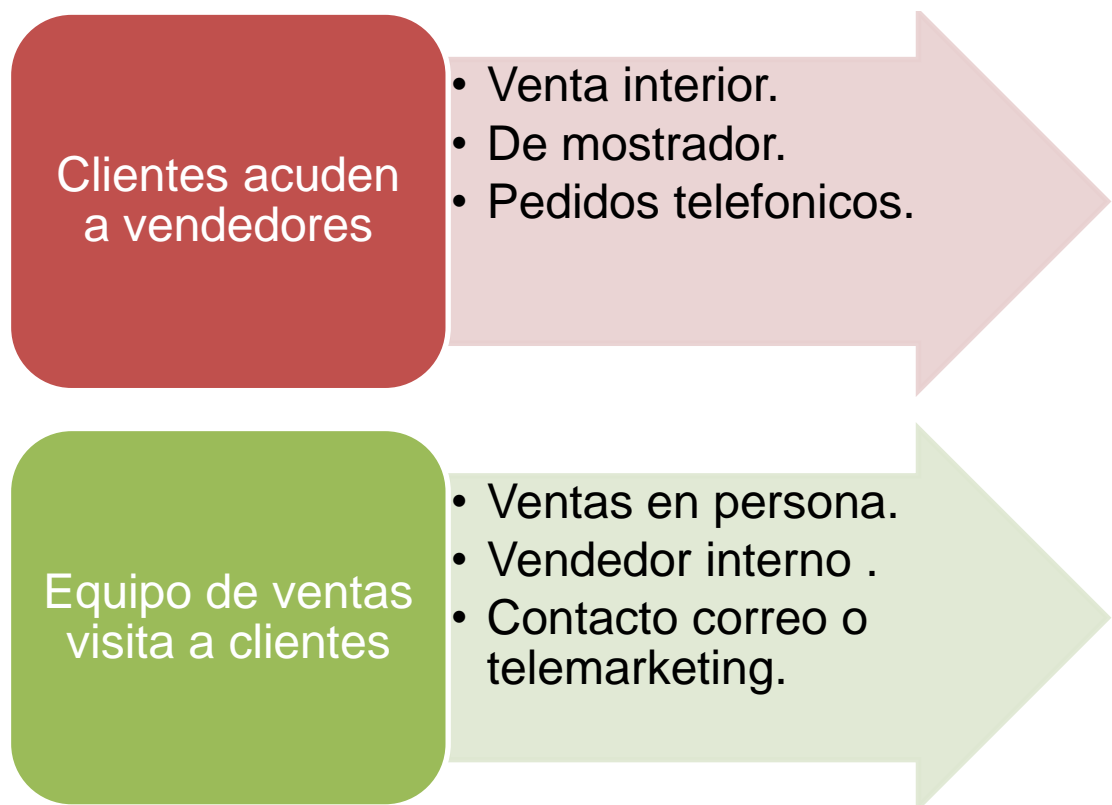 Clientes acuden
a vendedores
• Venta interior.
• De mostrador.
• Pedidos telefonicos.
Equipo de ventas
visita a clientes
• Ventas en persona.
• Vendedor interno .
• Contacto correo o
telemarketing.